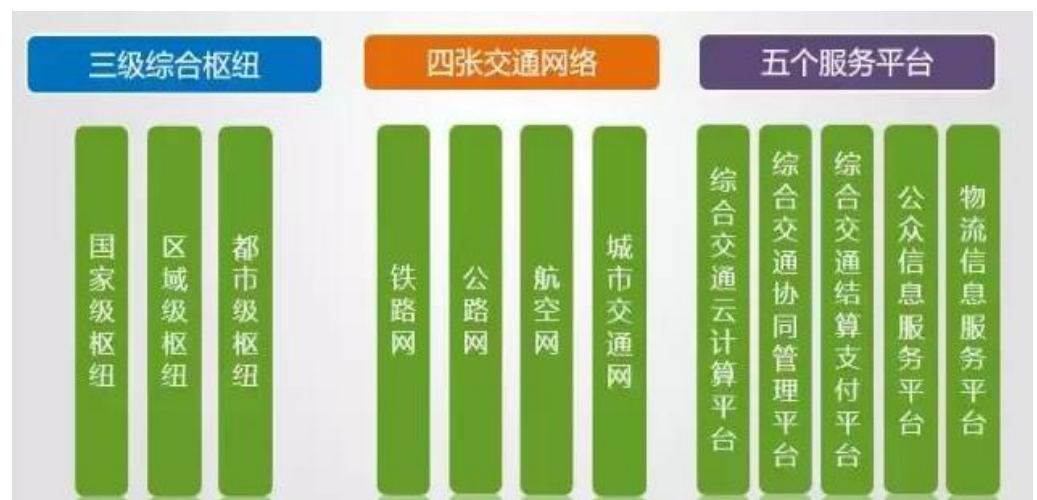 三级综合枢纽
国家级枢纽
区域级枢纽
都市级枢纽
四张交通网络
铁路网
公路网
航空网
城市交通网
五个服务平台
综合交通云计算平台
综合交通协同管理平台
综合交通结算支付平台
公众信息服务平台
物流信息服务平台